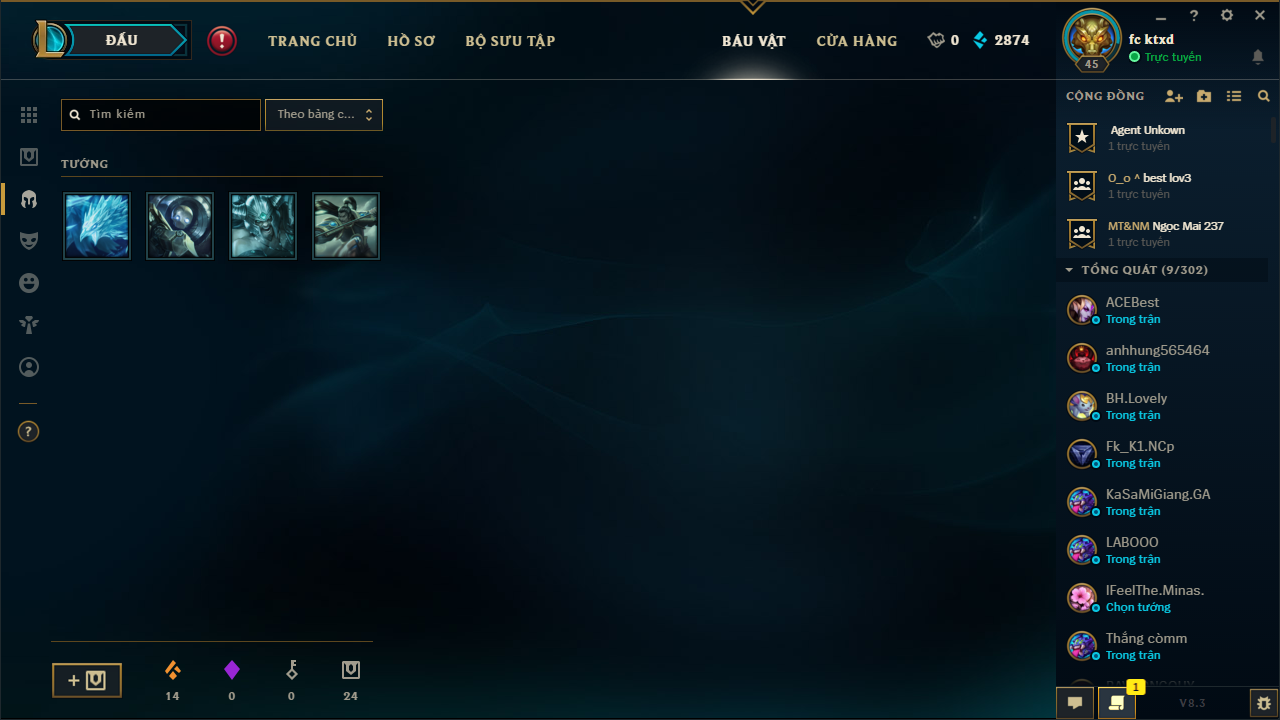 ĐẤU
TRANG CHỦ
HỒ SƠ
BỘ SƯU TẬP
BÁU VẬT
CỬA HÀNG
0
2874
45
fc ktxd
Trực tuyến
Tìm kiếm
Theo bảng c...
TƯỚNG
14
0
0
24
CỘNG ĐỒNG
Agent Unkown
1 trực tuyến
O_o ^ best lov3
1 trực tuyến
MT&NM Ngọc Mai 237
1 trực tuyến
TỔNG QUÁT (9/302)
ACEBest
Trong trận
anhhung565464
Trong trận
BH.Lovely
Trong trận
Fk_K1.NCp
Trong trận
KaSaMiGiang.GA
Trong trận
LABOOO
Trong trận
IFeelThe.Minas.
Chọn tướng
Thắng còmm
Trong trận
1
V8.3